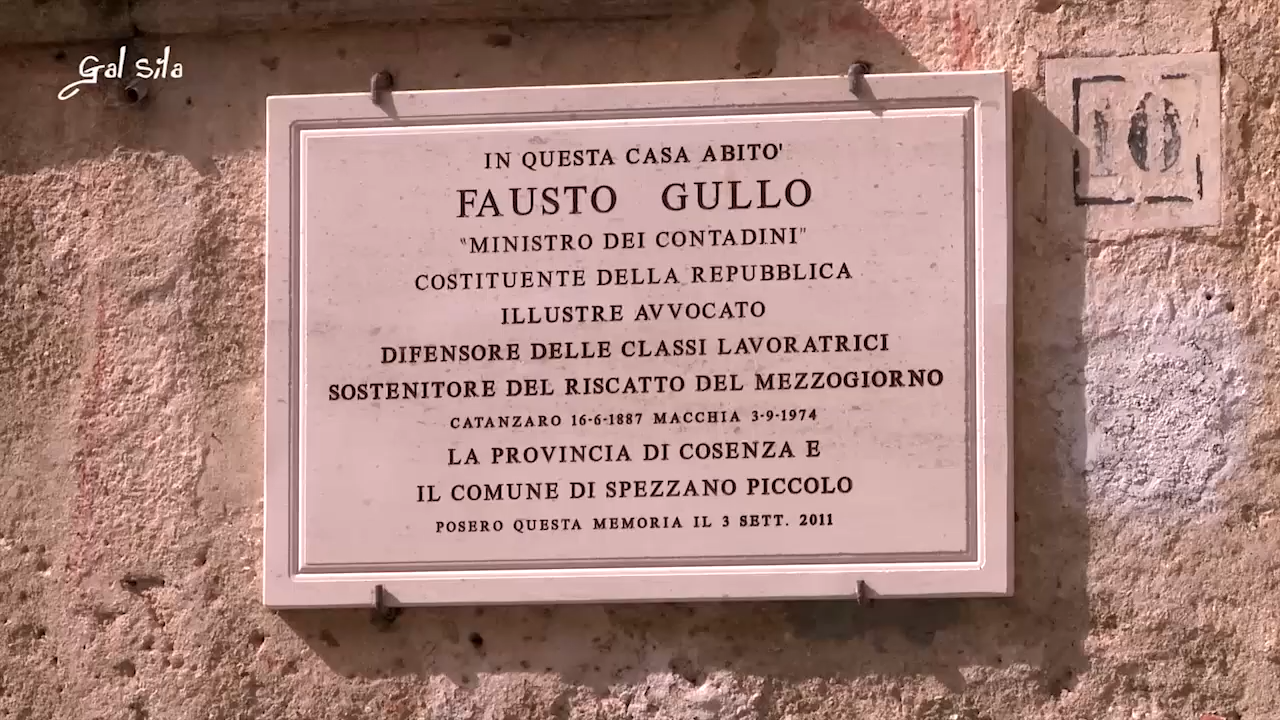 Gal Sila
IN QUESTA CASA ABITO'
FAUSTO GULLO
"MINISTRO DEI CONTADINI"
COSTITUENTE DELLA REPUBBLICA
ILLUSTRE AVVOCATO
DIFENSORE DELLE CLASSI LAVORATRICI
SOSTENITORE DEL RISCATTO DEL MEZZOGIORNO
CATANZARO 16-6-1887 MACCHIA 3-9-1974
LA PROVINCIA DI COSENZA E
IL COMUNE DI SPEZZANO PICCOLO
POSERO QUESTA MEMORIA IL 3 SETT. 2011
10